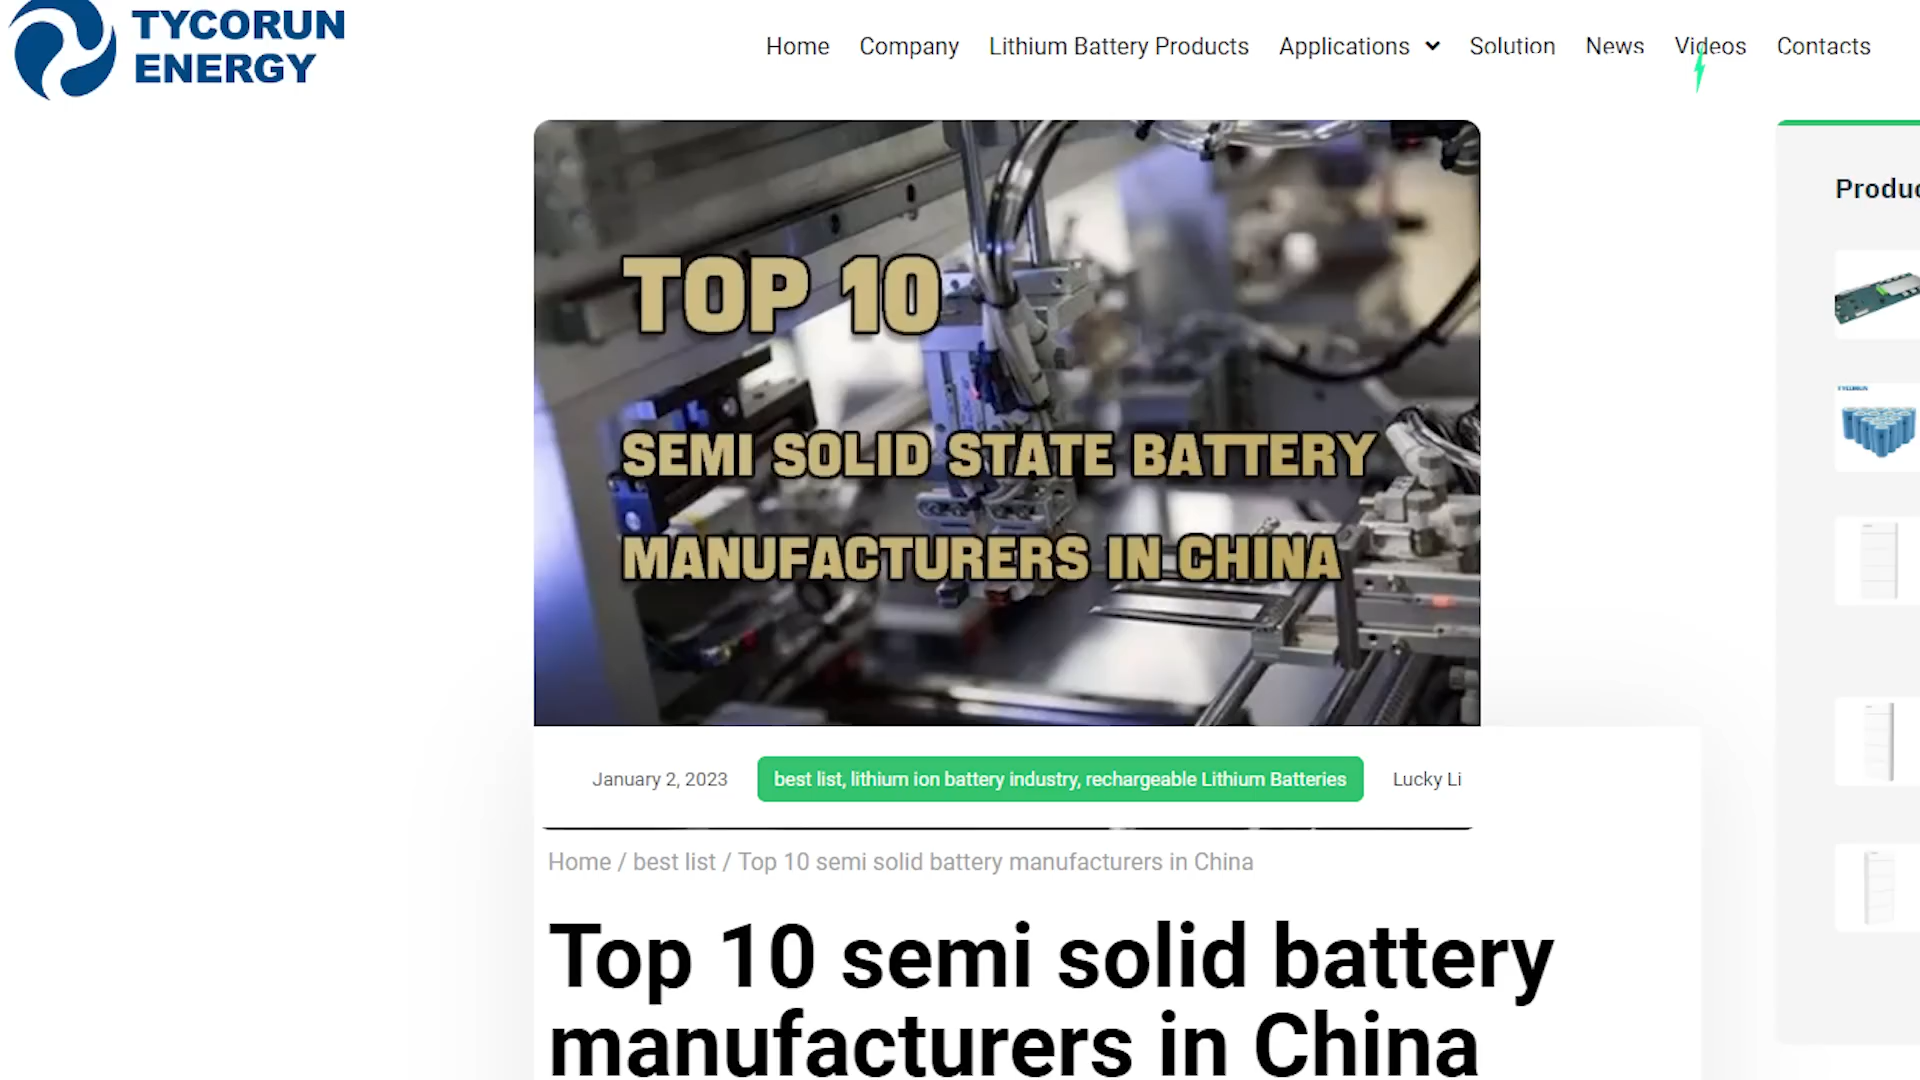 TYCORUN
ENERGY
Home Company Lithium Battery Products Applications Solution News Videos Contacts
TOP 10
SEMI SOLID STATE BATTERY
MANUFACTURERS IN CHINA
January 2, 2023
best list, lithium ion battery industry, rechargeable Lithium Batteries
Lucky Li
Home / best list / Top 10 semi solid battery manufacturers in China
Top 10 semi solid battery
manufacturers in China
Produc
TYCORUN